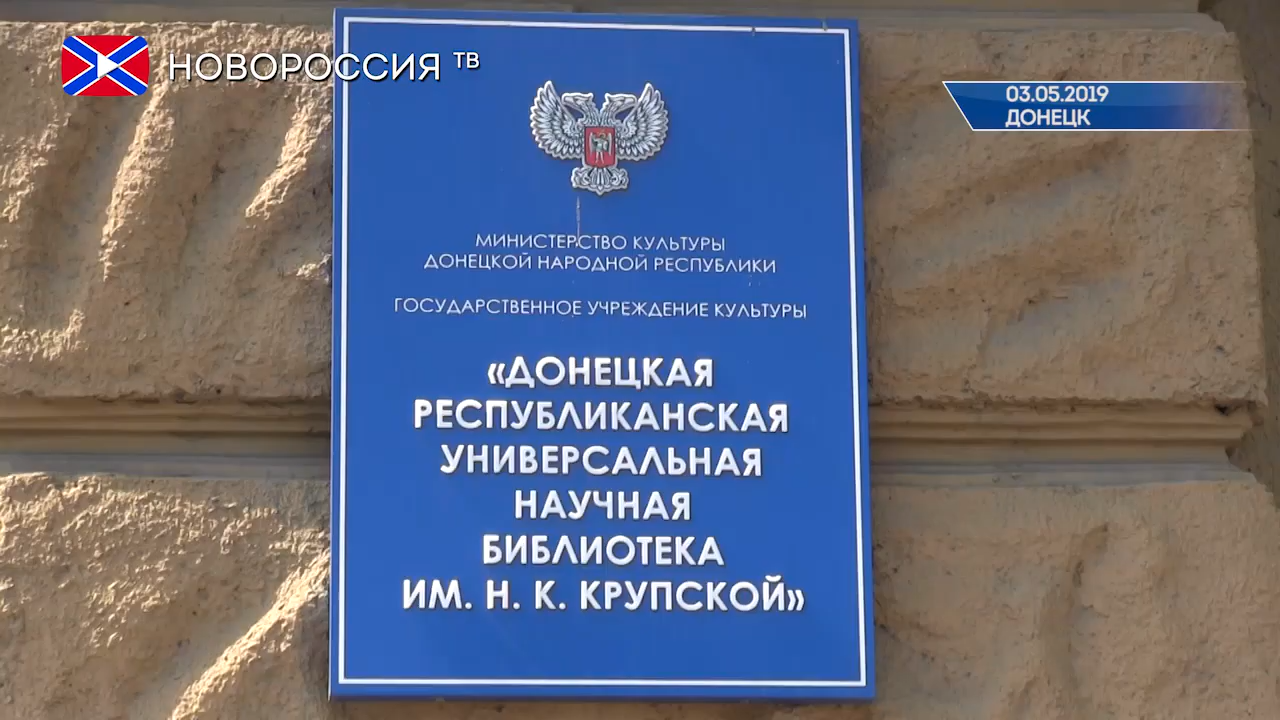 НОВОРОССИЯ ТВ
03.05.2019
ДОНЕЦК
МИНИСТЕРСТВО КУЛЬТУРЫ
ДОНЕЦКОЙ НАРОДНОЙ РЕСПУБЛИКИ
ГОСУДАРСТВЕННОЕ УЧРЕЖДЕНИЕ КУЛЬТУРЫ
«ДОНЕЦКАЯ
РЕСПУБЛИКАНСКАЯ
УНИВЕРСАЛЬНАЯ
НАУЧНАЯ
БИБЛИОТЕКА
ИМ. Н. К. КРУПСКОЙ»